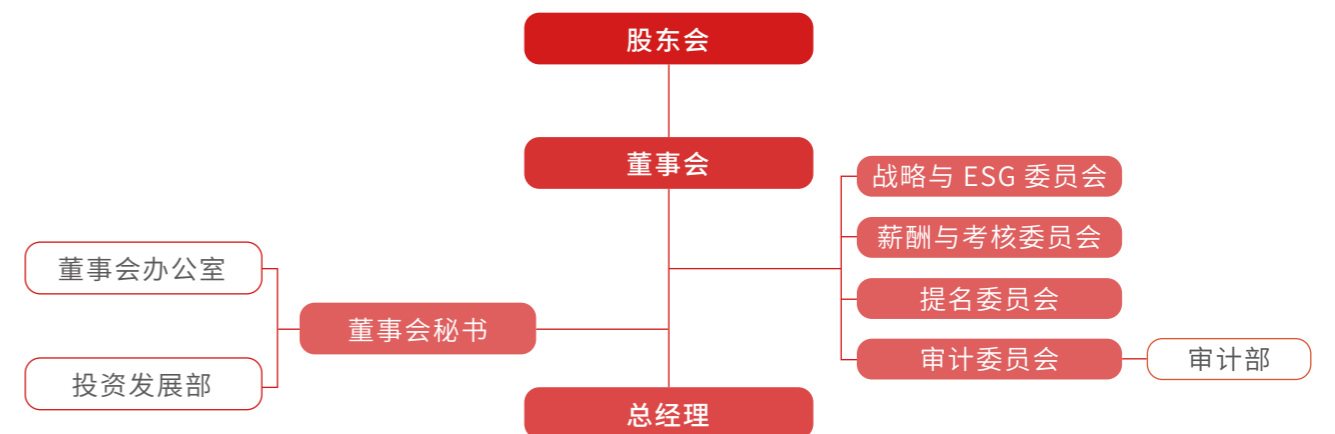 股东会
董事会
战略与 ESG 委员会
薪酬与考核委员会
董事会办公室
提名委员会
董事会秘书
审计委员会
审计部
投资发展部
总经理